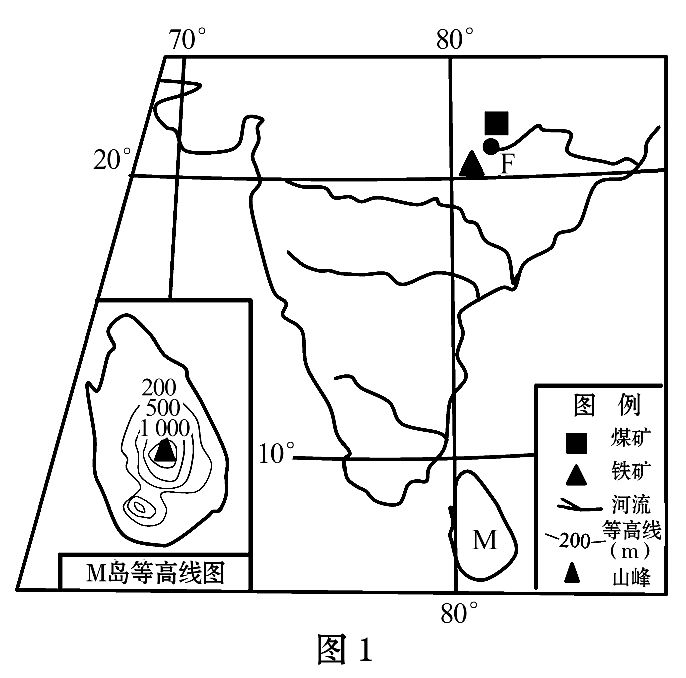 70°
80°
20°
F
200
500
1 000
10°
M
M岛等高线图
图 例
煤矿
铁矿
河流
200 等高线
(m)
山峰
80°
图 1